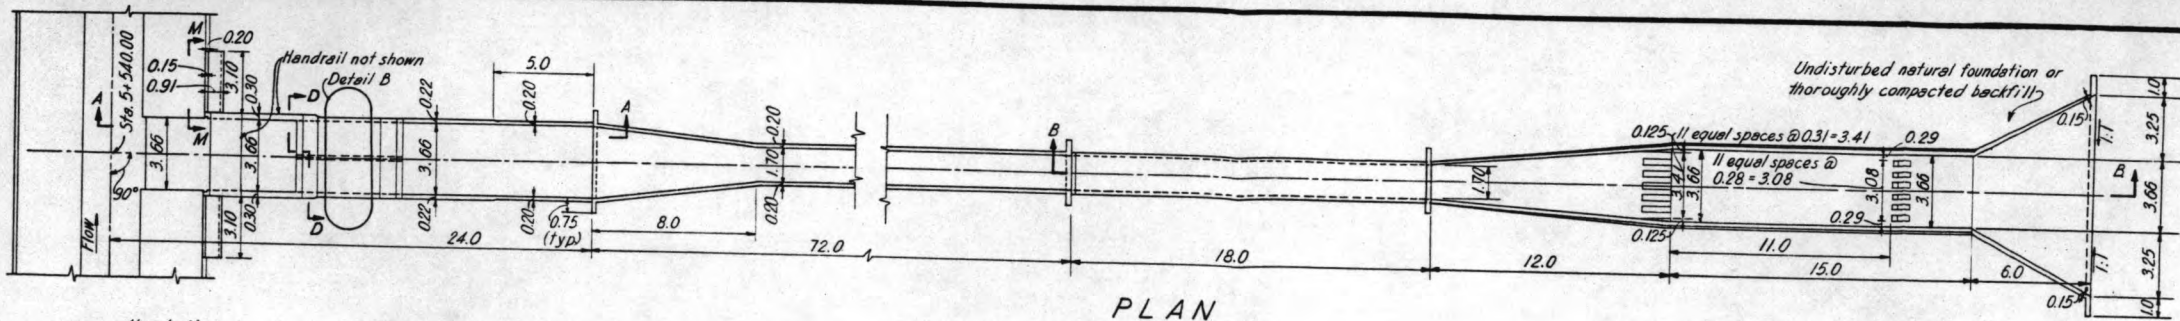 M
0.20
Handrail not shown
Detail B
5.0
Undisturbed natural foundation or
thoroughly compacted backfill
1.0
0.15
3.10
0.91
0.30
D
0.22
0.20
A
A
Sta. 5+540.00
M
0.20
B
0.125
11 equal spaces @ 0.31 = 3.41
0.29
0.15
1:1
3.25
3.66
3.66
3.66
1.70
1.70
3.41
3.66
11 equal spaces @
0.28 = 3.08
3.08
3.66
B
3.66
90°
Flow
3.10
0.30
D
0.22
0.20
0.75
(typ.)
8.0
0.20
0.125
0.29
11.0
1:1
3.25
24.0
72.0
18.0
12.0
15.0
6.0
0.15
1.0
PLAN